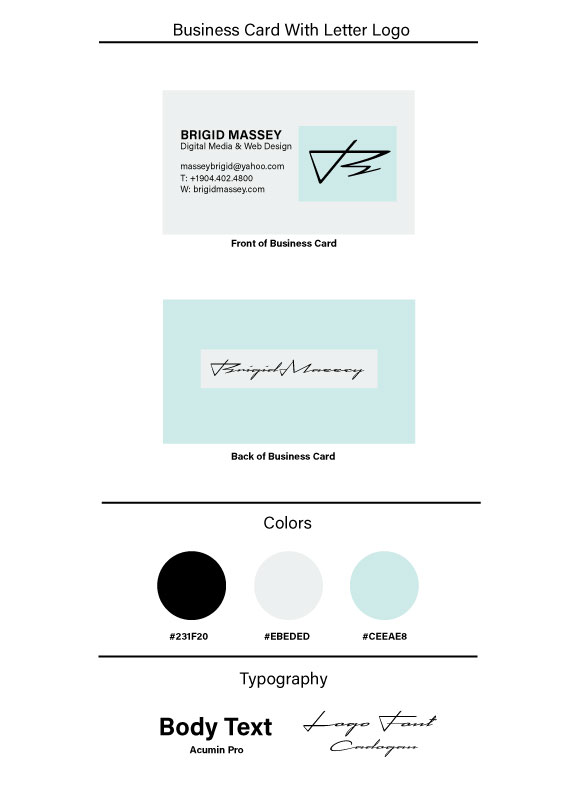 Business Card With Letter Logo
BRIGID MASSEY
Digital Media & Web Design
masseybrigid@yahoo.com
T: +1904.402.4800
W: brigidmassey.com
B
Front of Business Card
Brigid Massey
Back of Business Card
Colors
#231F20
#EBEDED
#CEEAE8
Typography
Body Text
Acumin Pro
Logo Font
Cadogan